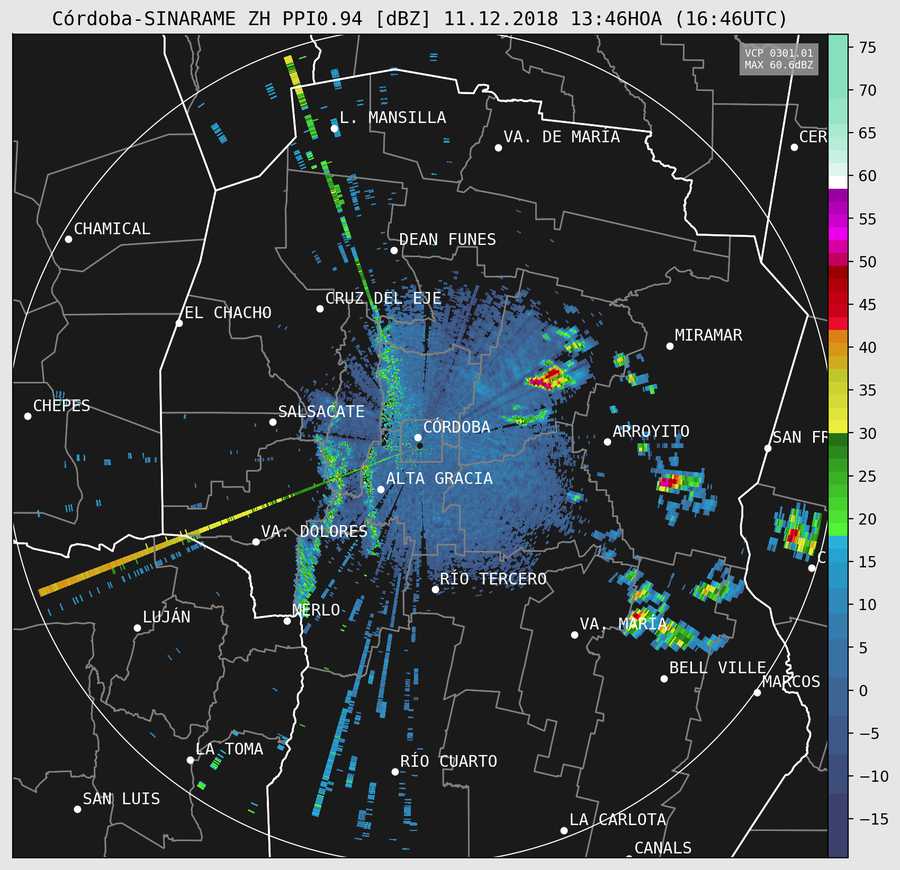 Córdoba-SINARAME ZH PPI0.94 [dBZ] 11.12.2018 13:46HOA (16:46UTC)
VCP 0301.01
MAX 60.6dBZ
L. MANSILLA
VA. DE MARÍA
CER
CHAMICAL
DEAN FUNES
CRUZ DEL EJE
EL CHACHO
MIRAMAR
CHEPES
SALSACATE
CÓRDOBA
ARROYITO
SAN FR
ALTA GRACIA
VA. DOLORES
C
RÍO TERCERO
MERLO
LUJÁN
VA. MARÍA
BELL VILLE
MARCOS
LA TOMA
RÍO CUARTO
SAN LUIS
LA CARLOTA
CANALS
75
70
65
60
55
50
45
40
35
30
25
20
15
10
5
0
−5
−10
−15